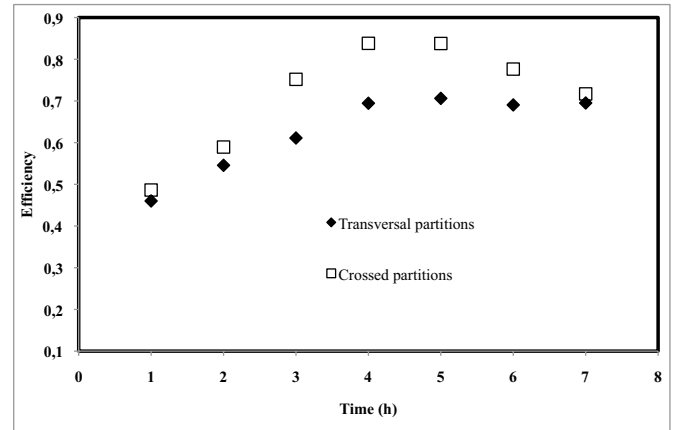 0,9
0,8
0,7
0,6
0,5
0,4
0,3
0,2
0,1
Efficiency
Transversal partitions
Crossed partitions
0 1 2 3 4 5 6 7 8
Time (h)